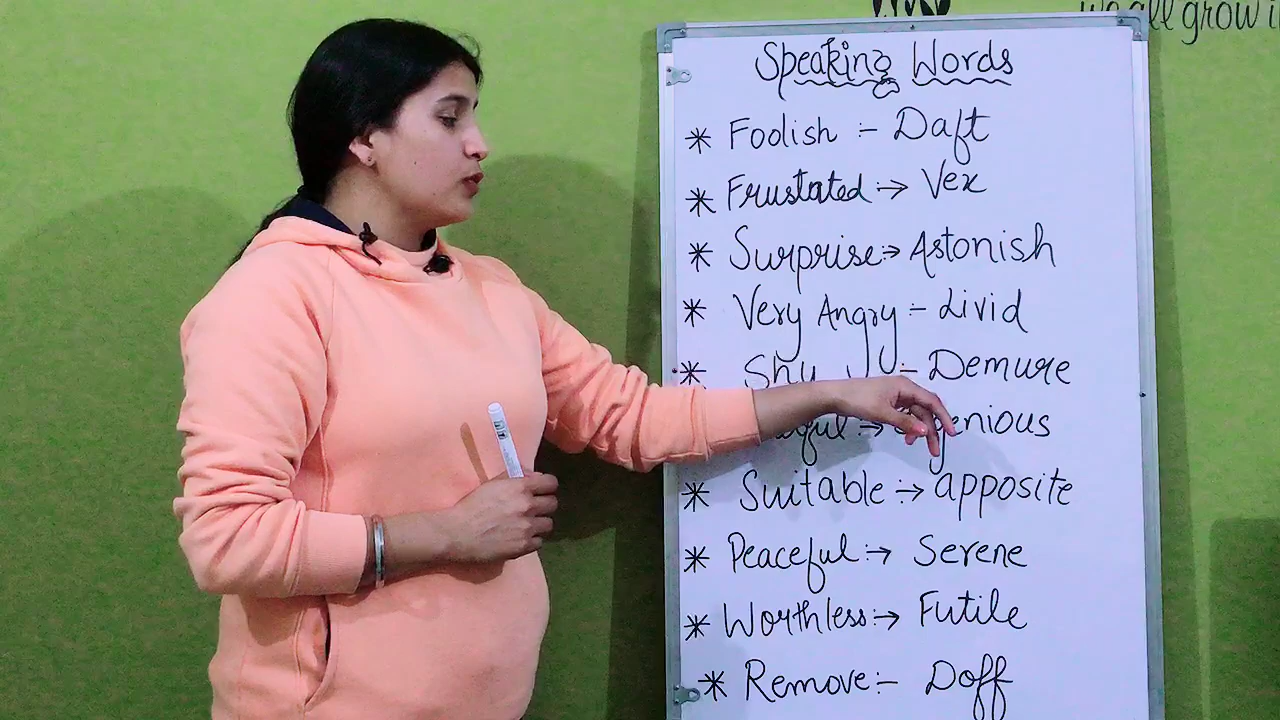 we all grow i
Speaking Words
* Foolish :- Daft
* Frustated :→ Vex
* Surprise :→ Astonish
* Very Angry :- Livid
* Shy :- Demure
→ genious
* Suitable :→ apposite
* Peaceful :→ Serene
* Worthless :→ Futile
* Remove :- Doff